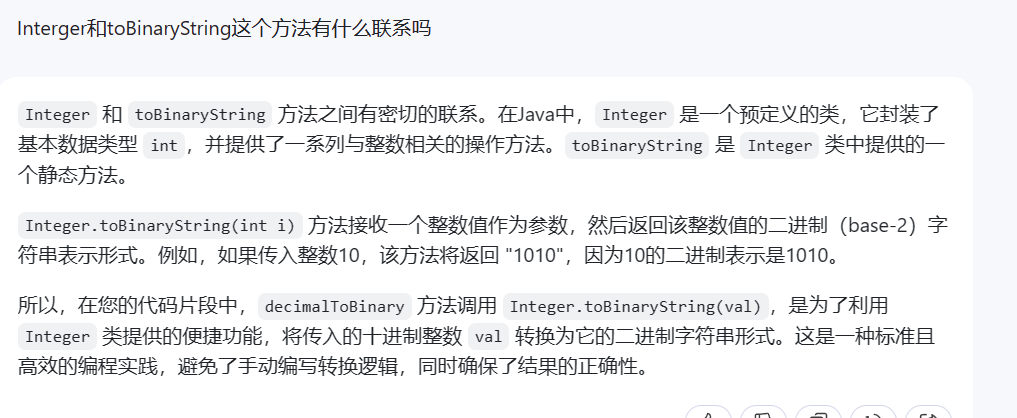 Interger和toBinaryString这个方法有什么联系吗
Integer 和 toBinaryString 方法之间有密切的联系。在Java中，Integer 是一个预定义的类，它封装了
基本数据类型 int，并提供了一系列与整数相关的操作方法。toBinaryString 是 Integer 类中提供的一
个静态方法。
Integer.toBinaryString(int i) 方法接收一个整数值作为参数，然后返回该整数值的二进制（base-2）字
符串表示形式。例如，如果传入整数10，该方法将返回 "1010"，因为10的二进制表示是1010。
所以，在您的代码片段中，decimalToBinary 方法调用 Integer.toBinaryString(val)，是为了利用
Integer 类提供的便捷功能，将传入的十进制整数 val 转换为它的二进制字符串形式。这是一种标准且
高效的编程实践，避免了手动编写转换逻辑，同时确保了结果的正确性。